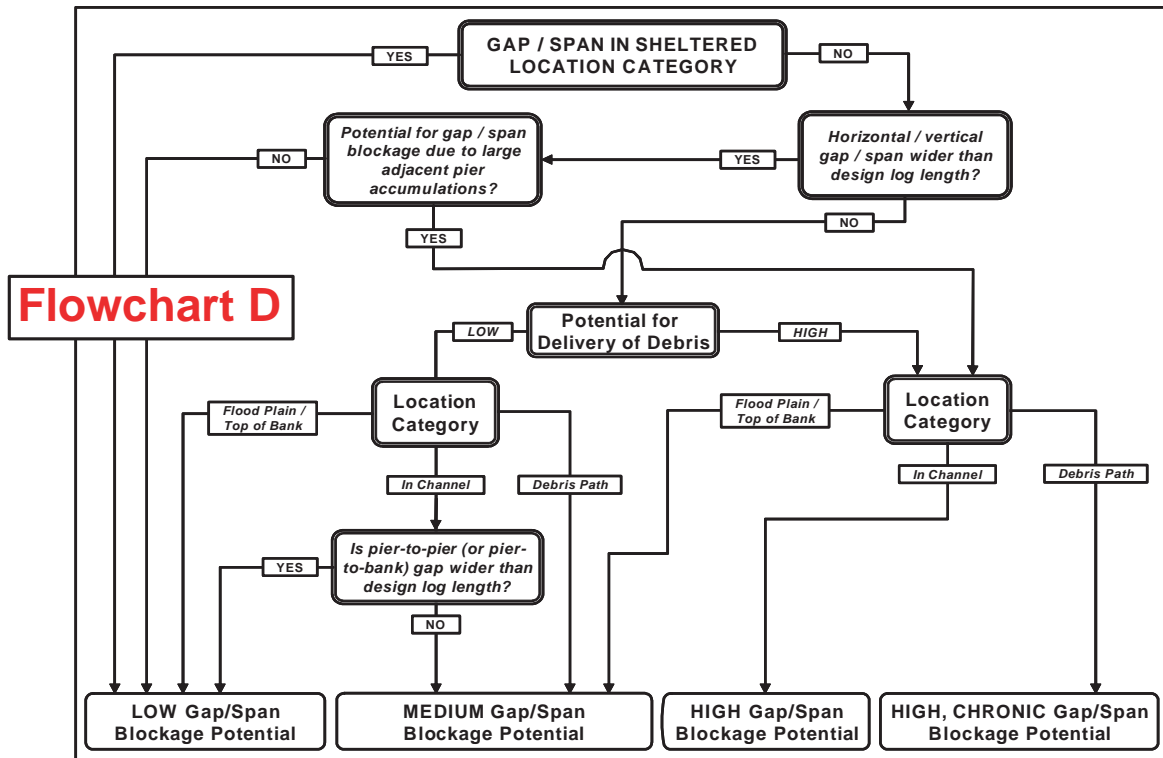 GAP / SPAN IN SHELTERED
LOCATION CATEGORY
YES
NO
Potential for gap / span
blockage due to large
adjacent pier
accumulations?
Horizontal / vertical
gap / span wider than
design log length?
NO
YES
YES
NO
Flowchart D
Potential for
Delivery of Debris
LOW
HIGH
Location
Category
Flood Plain /
Top of Bank
In Channel
Debris Path
Location
Category
Flood Plain /
Top of Bank
In Channel
Debris Path
Is pier-to-pier (or pier-
to-bank) gap wider than
design log length?
YES
NO
LOW Gap/Span
Blockage Potential
MEDIUM Gap/Span
Blockage Potential
HIGH Gap/Span
Blockage Potential
HIGH, CHRONIC Gap/Span
Blockage Potential